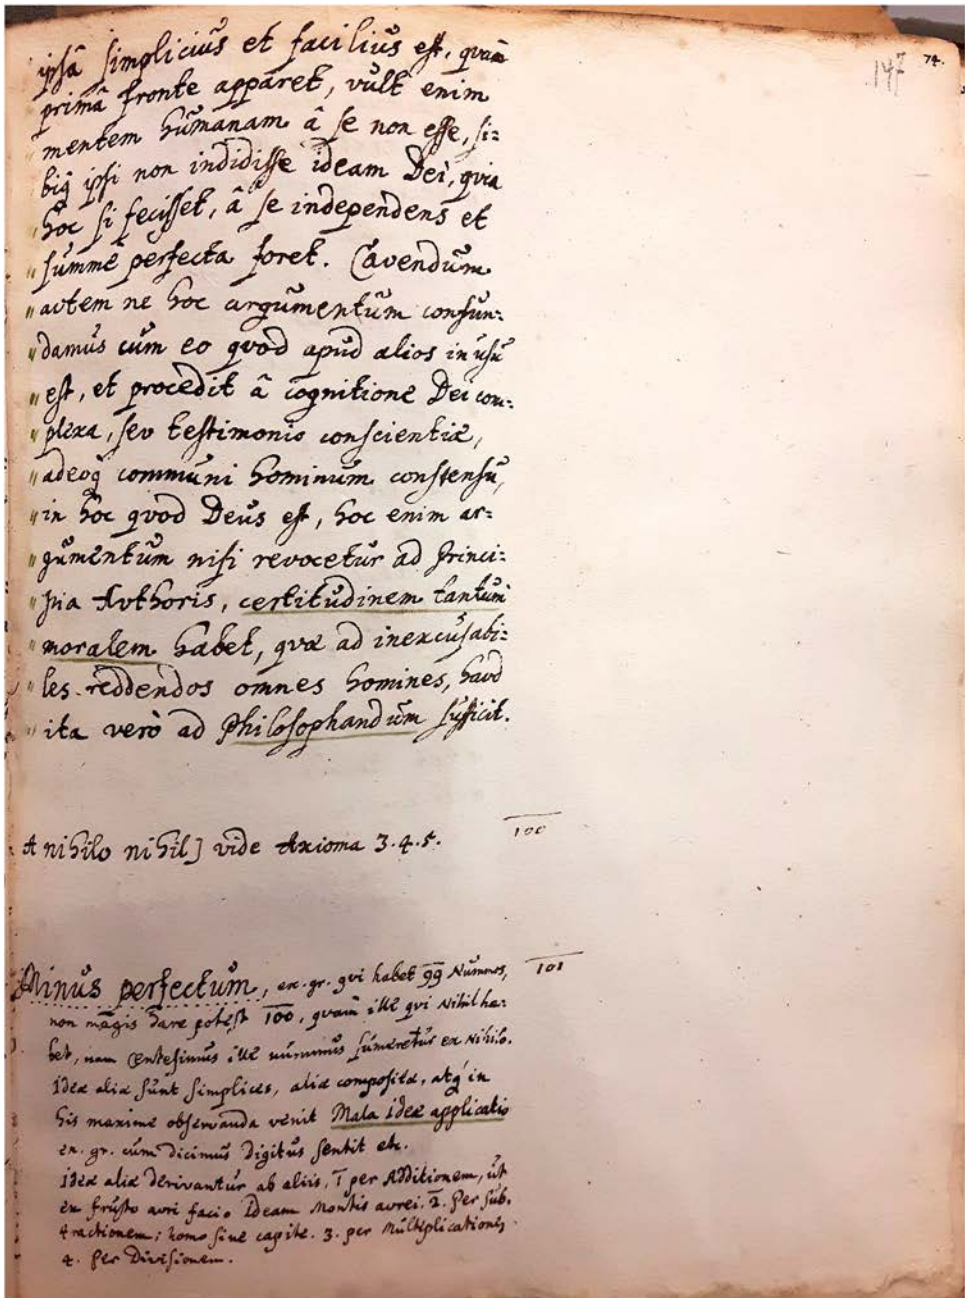 74.
147
ipsâ simplicius et facilius est, quam
primâ fronte apparet, vult enim
" mentem humanam â se non esse, si=
" biq ipsi non indidisse ideam Dei, quia
" hoc si fecisset, â se independens et
" summè perfecta foret. Cavendum
" autem ne hoc argumentum confun=
" damus cum eo quod apud alios in usu
" est, et procedit â cognitione Dei com=
" plexa, seu testimonio conscientiæ,
" adeoq communi hominum consensu,
" in hoc quod Deus est, hoc enim ar=
" gumentum nisi revocetur ad Princi=
" pia Authoris, certitudinem tantum
" moralem habet, quæ ad inexcusabi=
" les reddendos omnes homines, haud
" ita verò ad Philosophandum sufficit.
A nihilo nihil] vide Axioma 3.4.5.
100
Minus perfectum, ex. gr. qui habet 99 Nummos,
101
non magis dare potest 100, quam ille qui Nihil ha=
bet, nam Centesimus ille nummus sumeretur ex Nihilo.
Ideæ aliæ sunt simplices, aliæ compositæ, atq in
his maxime observanda venit Mala ideæ applicatio
ex. gr. cum dicimus Digitus sentit etc.
ideæ aliæ derivantur ab aliis, 1 per Additionem, ut
ex frusto auri facio Ideam Montis aurei. 2. Per Sub,
tractionem; homo sine capite. 3. per Multiplicationem
4. Per Divisionem.